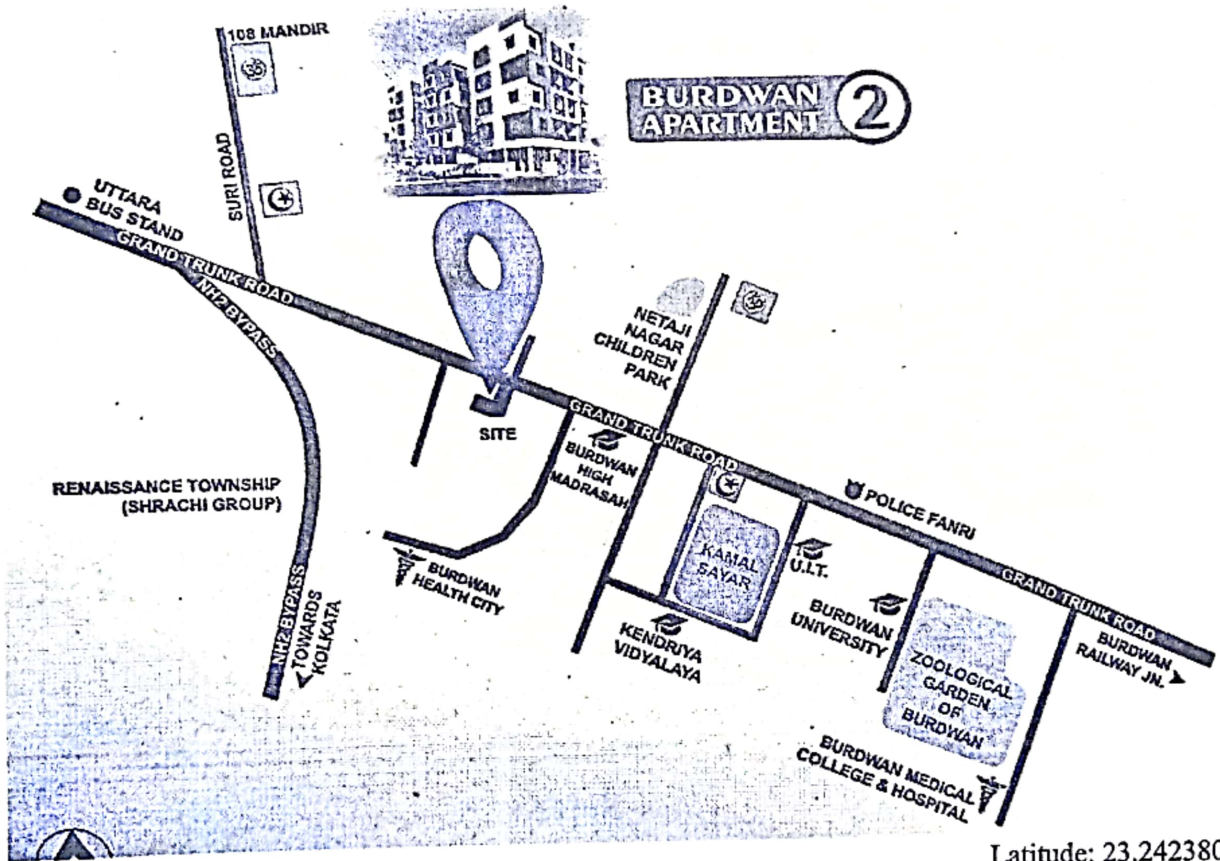 108 MANDIR
BURDWAN
APARTMENT 2
SURI ROAD
UTTARA
BUS STAND
GRAND TRUNK ROAD
NH2 BYPASS
NETAJI
NAGAR
CHILDREN
PARK
SITE
GRAND TRUNK ROAD
BURDWAN
HIGH
MADRASAH
RENAISSANCE TOWNSHIP
(SHRACHI GROUP)
POLICE FANRI
KAMAL
SAYAR
U.I.T.
BURDWAN
HEALTH CITY
GRAND TRUNK ROAD
BURDWAN
UNIVERSITY
NH2 BYPASS
TOWARDS
KOLKATA
KENDRIYA
VIDYALAYA
BURDWAN
RAILWAY JN.
ZOOLOGICAL
GARDEN
OF
BURDWAN
BURDWAN MEDICAL
COLLEGE & HOSPITAL
Latitude: 23.242380